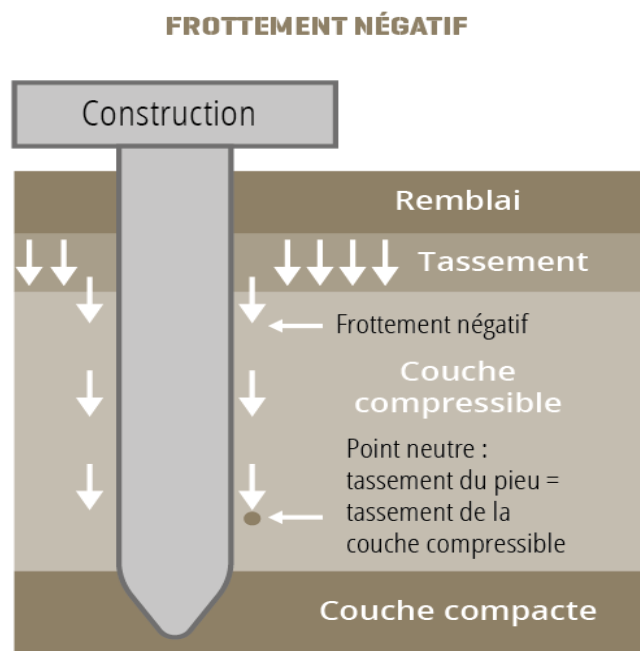 FROTTEMENT NÉGATIF
Construction
Remblai
Tassement
Frottement négatif
Couche
compressible
Point neutre :
tassement du pieu =
tassement de la
couche compressible
Couche compacte